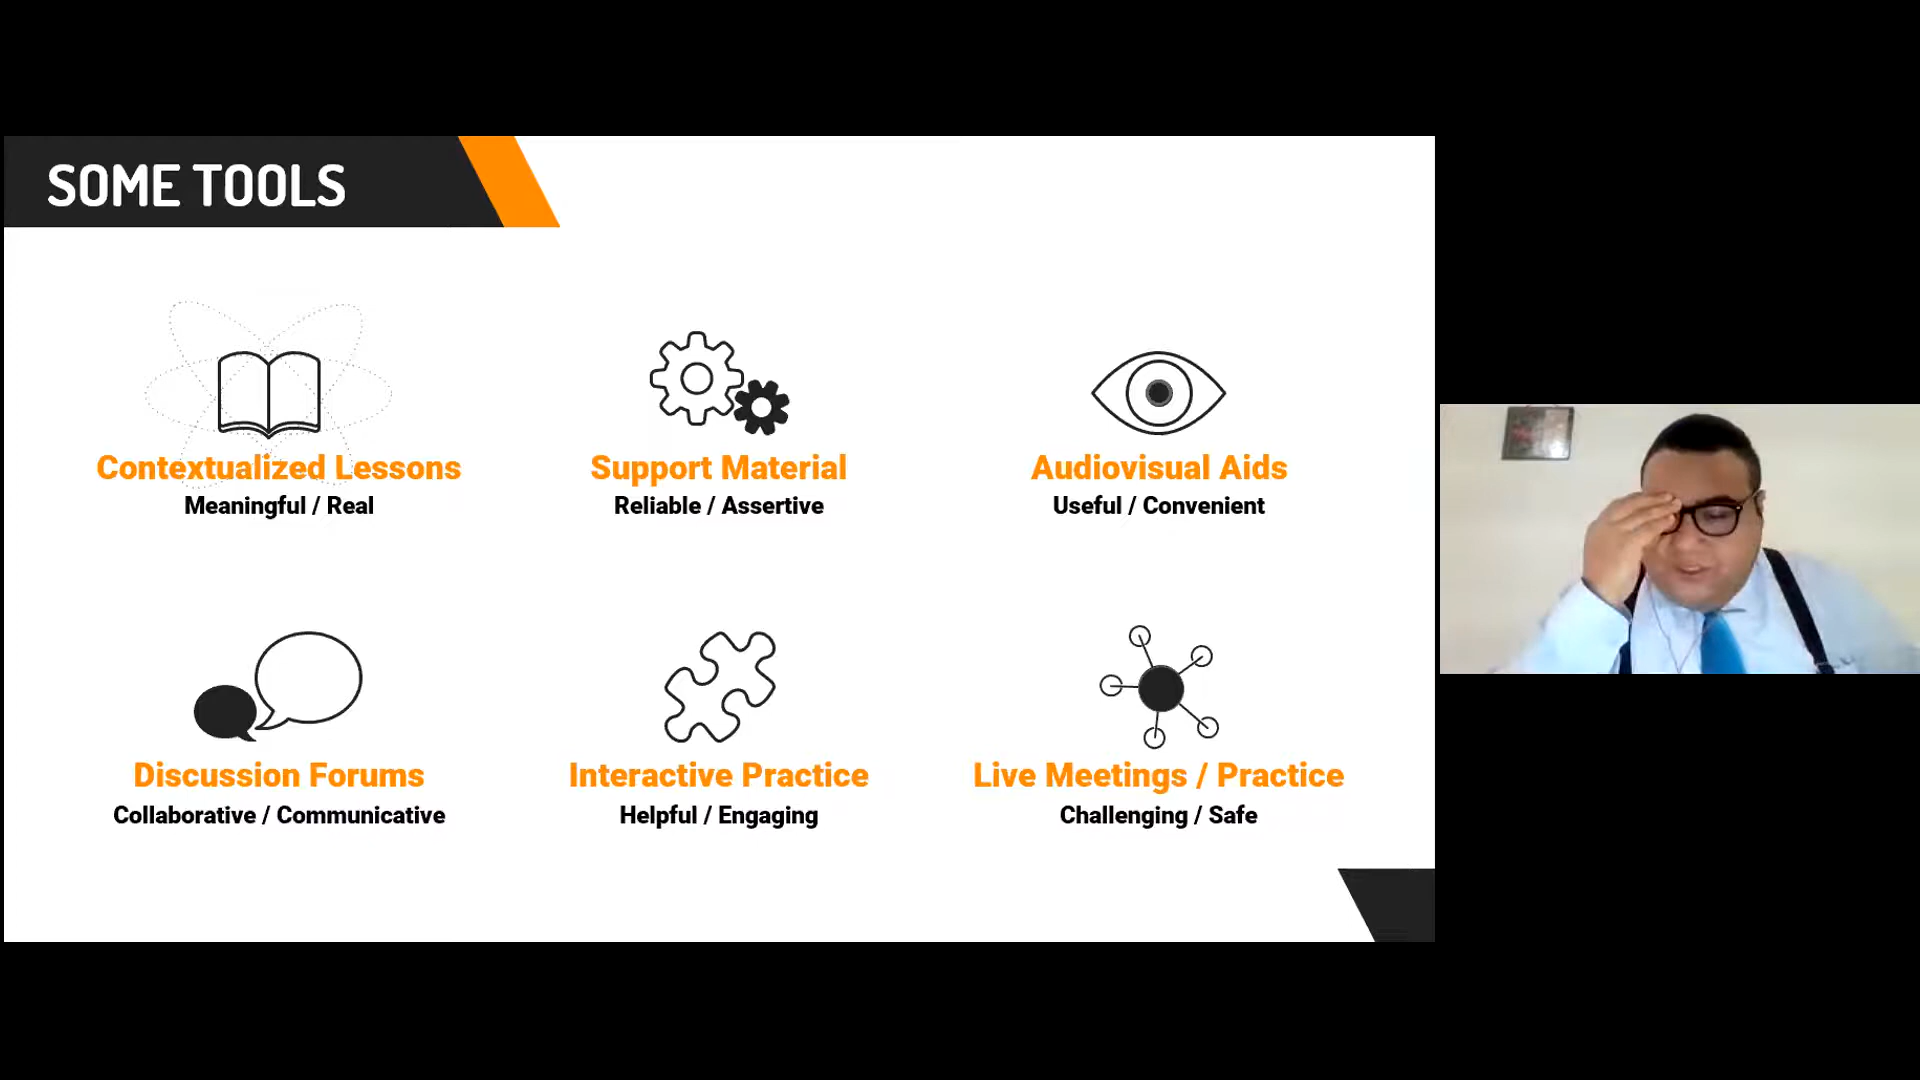 SOME TOOLS
Contextualized Lessons
Meaningful / Real
Support Material
Reliable / Assertive
Audiovisual Aids
Useful / Convenient
Discussion Forums
Collaborative / Communicative
Interactive Practice
Helpful / Engaging
Live Meetings / Practice
Challenging / Safe